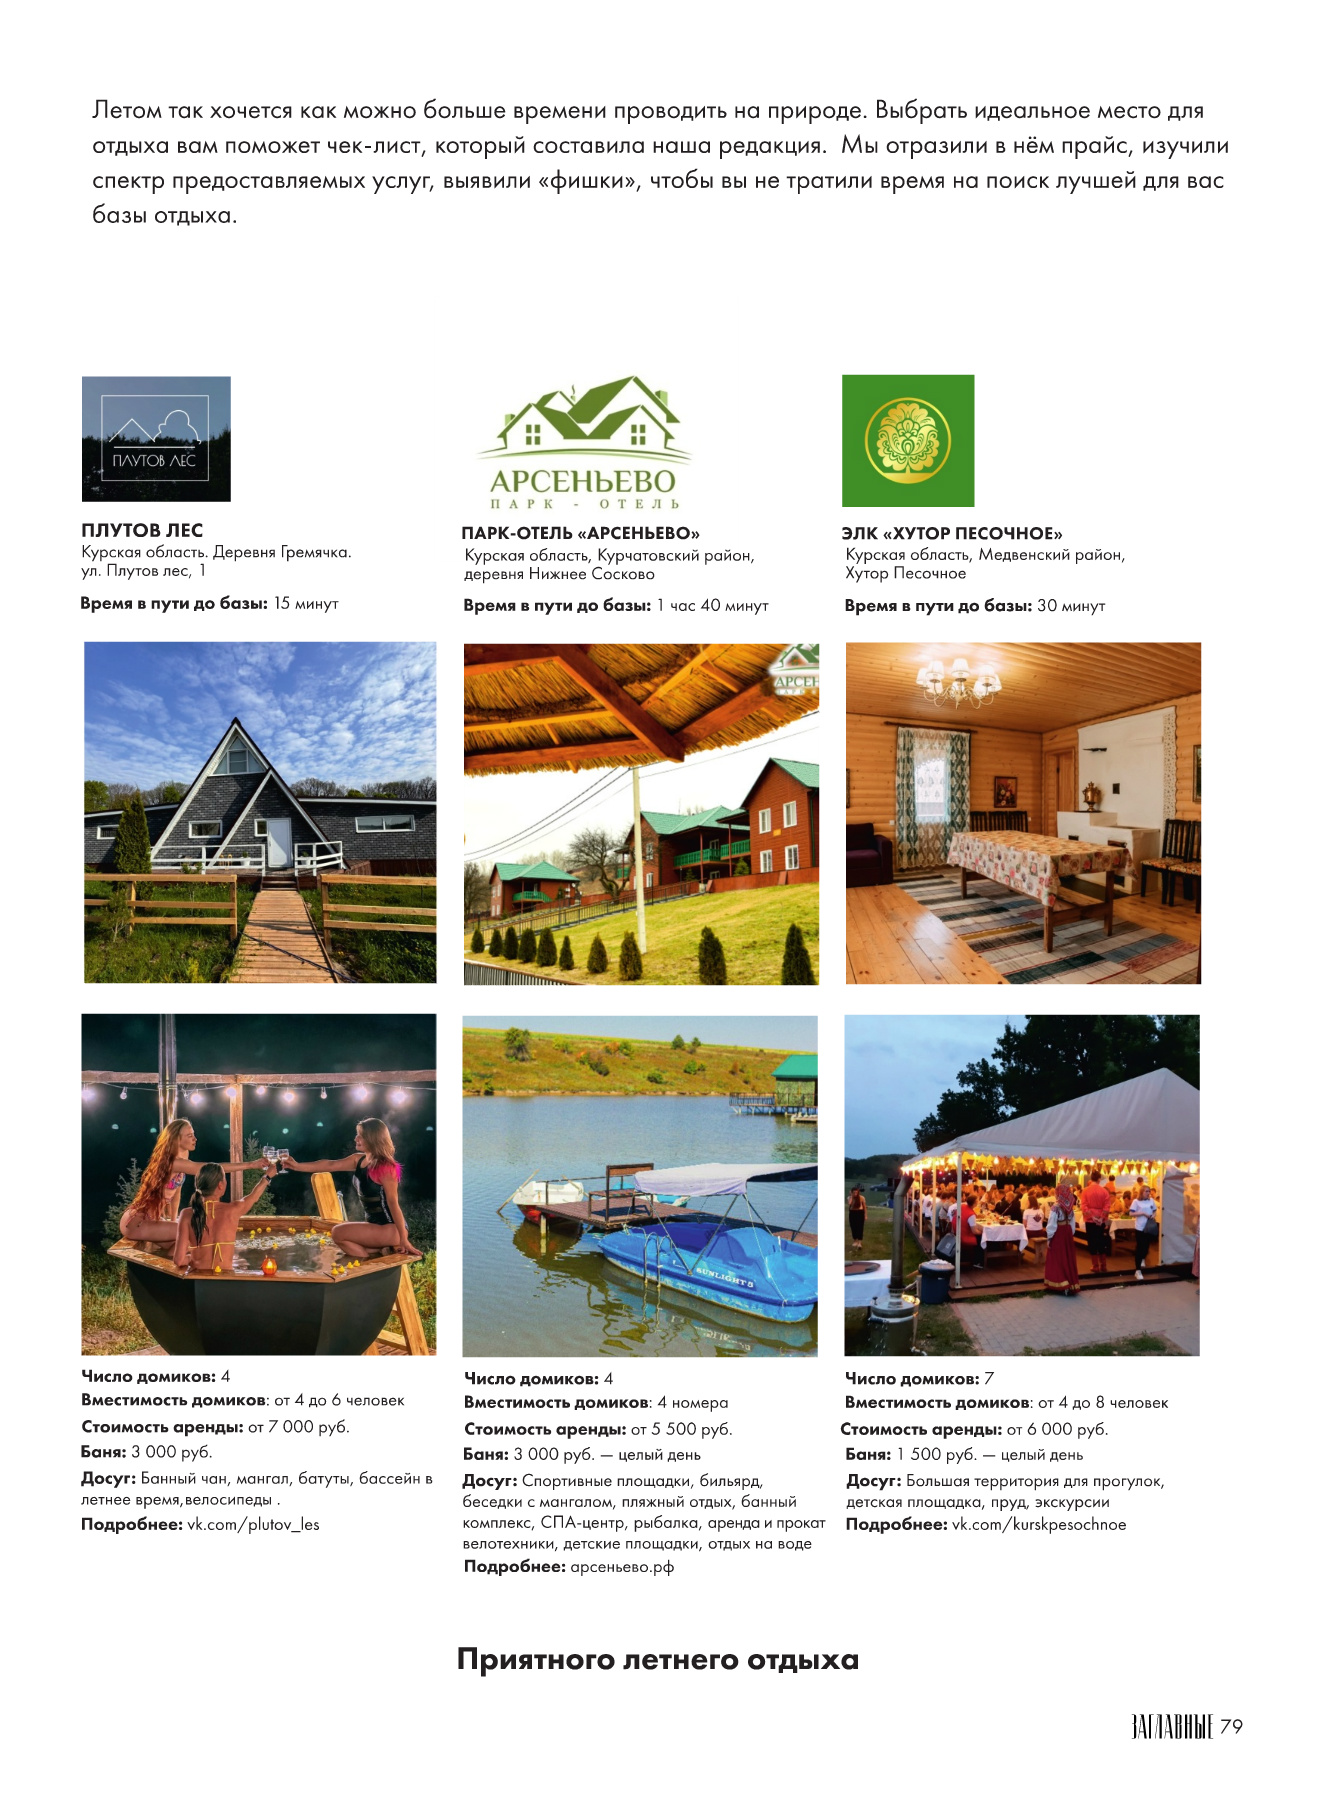 Летом так хочется как можно больше времени проводить на природе. Выбрать идеальное место для
отдыха вам поможет чек-лист, который составила наша редакция.  Мы отразили в нём прайс, изучили
спектр предоставляемых услуг, выявили «фишки», чтобы вы не тратили время на поиск лучшей для вас
базы отдыха.
ПЛУТОВ ЛЕС
ПЛУТОВ ЛЕС
Курская область. Деревня Гремячка.
ул. Плутов лес, 1
Время в пути до базы: 15 минут
Число домиков: 4
Вместимость домиков: от 4 до 6 человек
Стоимость аренды: от 7 000 руб.
Баня: 3 000 руб.
Досуг: Банный чан, мангал, батуты, бассейн в
летнее время,велосипеды .
Подробнее: vk.com/plutov_les
АРСЕНЬЕВО
ПАРК - ОТЕЛЬ
ПАРК-ОТЕЛЬ «АРСЕНЬЕВО»
Курская область, Курчатовский район,
деревня Нижнее Сосково
Время в пути до базы: 1 час 40 минут
АРСЕН
SUNLIGHT5
Число домиков: 4
Вместимость домиков: 4 номера
Стоимость аренды: от 5 500 руб.
Баня: 3 000 руб. — целый день
Досуг: Спортивные площадки, бильярд,
беседки с мангалом, пляжный отдых, банный
комплекс, СПА-центр, рыбалка, аренда и прокат
велотехники, детские площадки, отдых на воде
Подробнее: арсеньево.рф
ЭЛК «ХУТОР ПЕСОЧНОЕ»
Курская область, Медвенский район,
Хутор Песочное
Время в пути до базы: 30 минут
Число домиков: 7
Вместимость домиков: от 4 до 8 человек
Стоимость аренды: от 6 000 руб.
Баня: 1 500 руб. — целый день
Досуг: Большая территория для прогулок,
детская площадка, пруд, экскурсии
Подробнее: vk.com/kurskpesochnoe
Приятного летнего отдыха
ЗАГЛАВНЫЕ 79